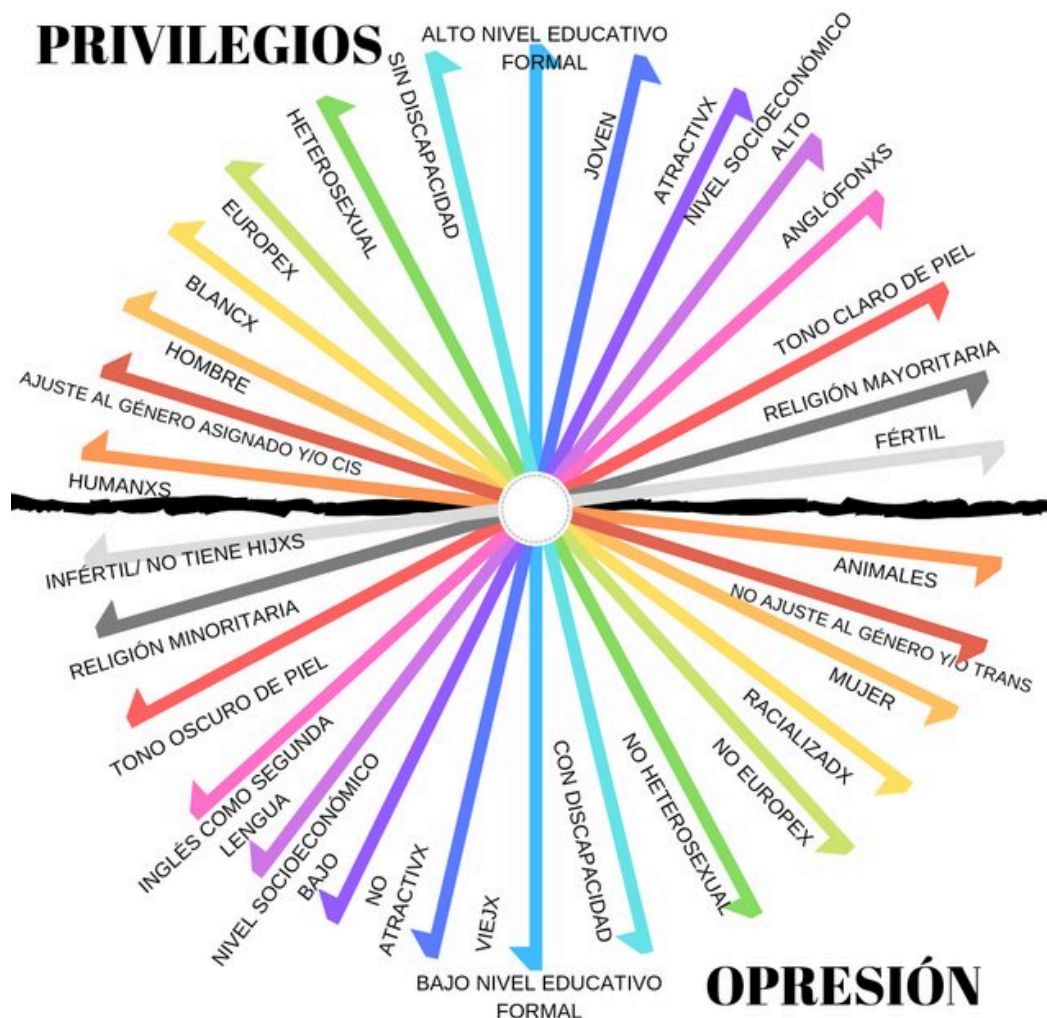 PRIVILEGIOS
ALTO NIVEL EDUCATIVO
FORMAL
SIN DISCAPACIDAD
HETEROSEXUAL
EUROPEX
BLANCX
HOMBRE
AJUSTE AL GÉNERO ASIGNADO Y/O CIS
HUMANXS
JOVEN
ATRACTIVX
NIVEL SOCIOECONÓMICO
ALTO
ANGLÓFONXS
TONO CLARO DE PIEL
RELIGIÓN MAYORITARIA
FÉRTIL
INFÉRTIL/ NO TIENE HIJXS
RELIGIÓN MINORITARIA
TONO OSCURO DE PIEL
INGLÉS COMO SEGUNDA
LENGUA
NIVEL SOCIOECONÓMICO
BAJO
NO
ATRACTIVX
VIEJX
BAJO NIVEL EDUCATIVO
FORMAL
CON DISCAPACIDAD
NO HETEROSEXUAL
NO EUROPEX
RACIALIZADX
MUJER
NO AJUSTE AL GÉNERO Y/O TRANS
ANIMALES
OPRESIÓN